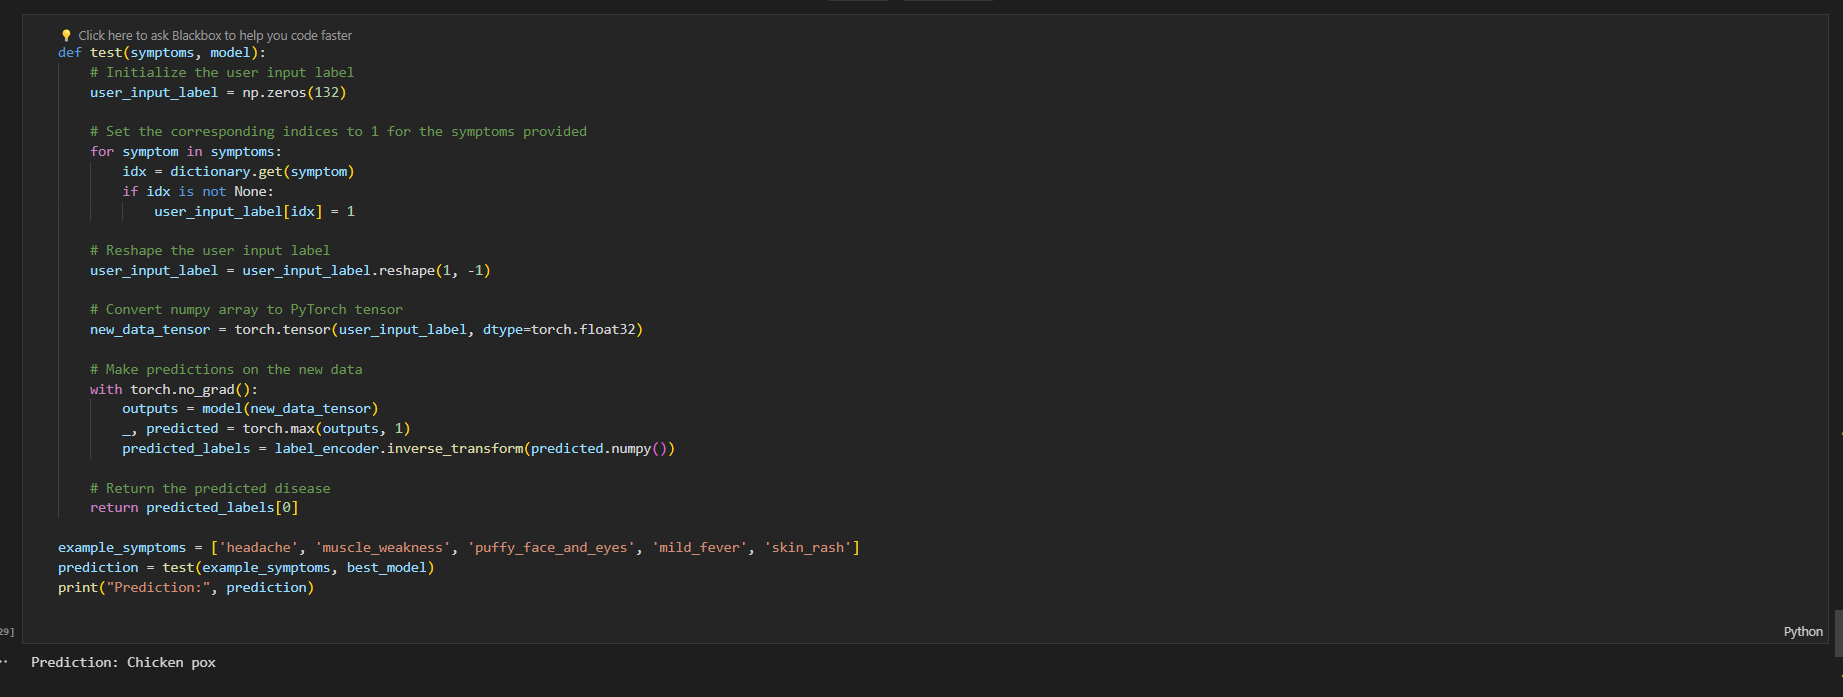 Click here to ask Blackbox to help you code faster
def test(symptoms, model):
    # Initialize the user input label
    user_input_label = np.zeros(132)

    # Set the corresponding indices to 1 for the symptoms provided
    for symptom in symptoms:
        idx = dictionary.get(symptom)
        if idx is not None:
            user_input_label[idx] = 1

    # Reshape the user input label
    user_input_label = user_input_label.reshape(1, -1)

    # Convert numpy array to PyTorch tensor
    new_data_tensor = torch.tensor(user_input_label, dtype=torch.float32)

    # Make predictions on the new data
    with torch.no_grad():
        outputs = model(new_data_tensor)
        _, predicted = torch.max(outputs, 1)
        predicted_labels = label_encoder.inverse_transform(predicted.numpy())

    # Return the predicted disease
    return predicted_labels[0]

example_symptoms = ['headache', 'muscle_weakness', 'puffy_face_and_eyes', 'mild_fever', 'skin_rash']
prediction = test(example_symptoms, best_model)
print("Prediction:", prediction)
29]
Python
Prediction: Chicken pox